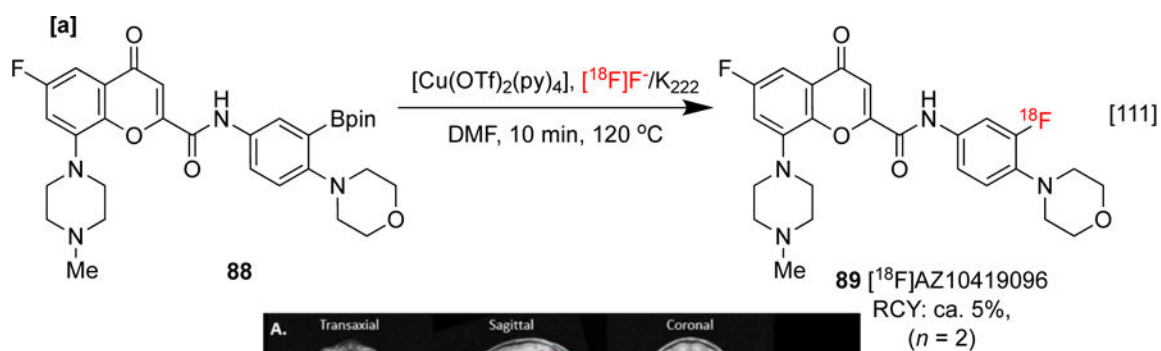 [a]
F
O
O
N
H
O
Bpin
N
O
N
N
Me
88
[Cu(OTf)2(py)4], [18F]F-/K222
DMF, 10 min, 120 oC
F
O
O
N
H
O
18F
N
O
N
N
Me
[111]
89 [18F]AZ10419096
RCY: ca. 5%,
(n = 2)
A. Transaxial Sagittal Coronal